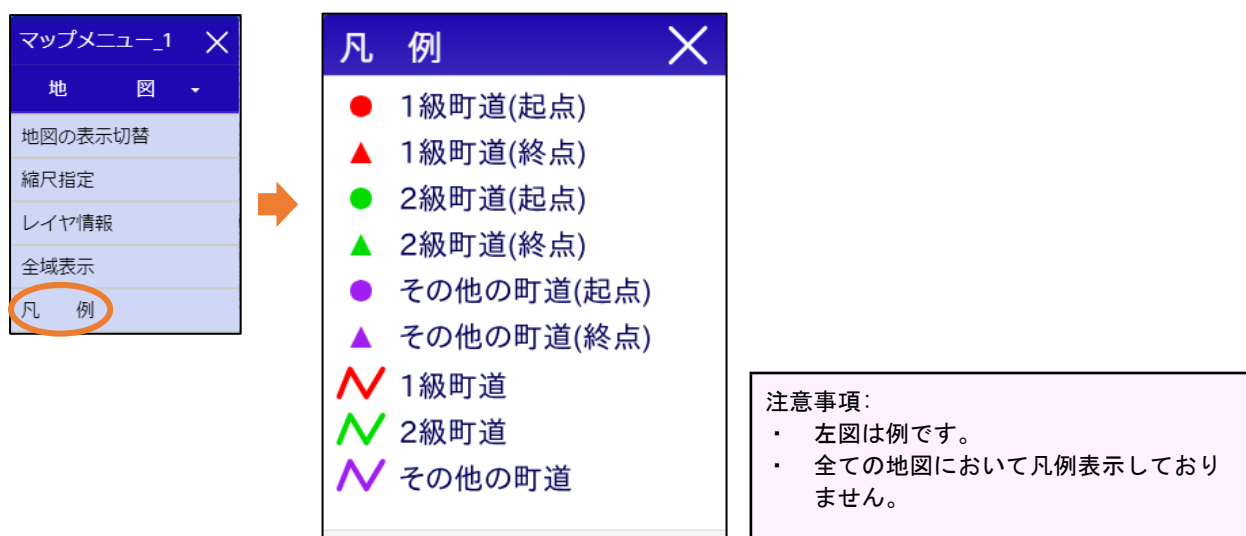 マップメニュー_1
地　　図
地図の表示切替
縮尺指定
レイヤ情報
全域表示
凡　例
凡　例
1級町道(起点)
1級町道(終点)
2級町道(起点)
2級町道(終点)
その他の町道(起点)
その他の町道(終点)
1級町道
2級町道
その他の町道
注意事項：
・　左図は例です。
・　全ての地図において凡例表示しており
ません。